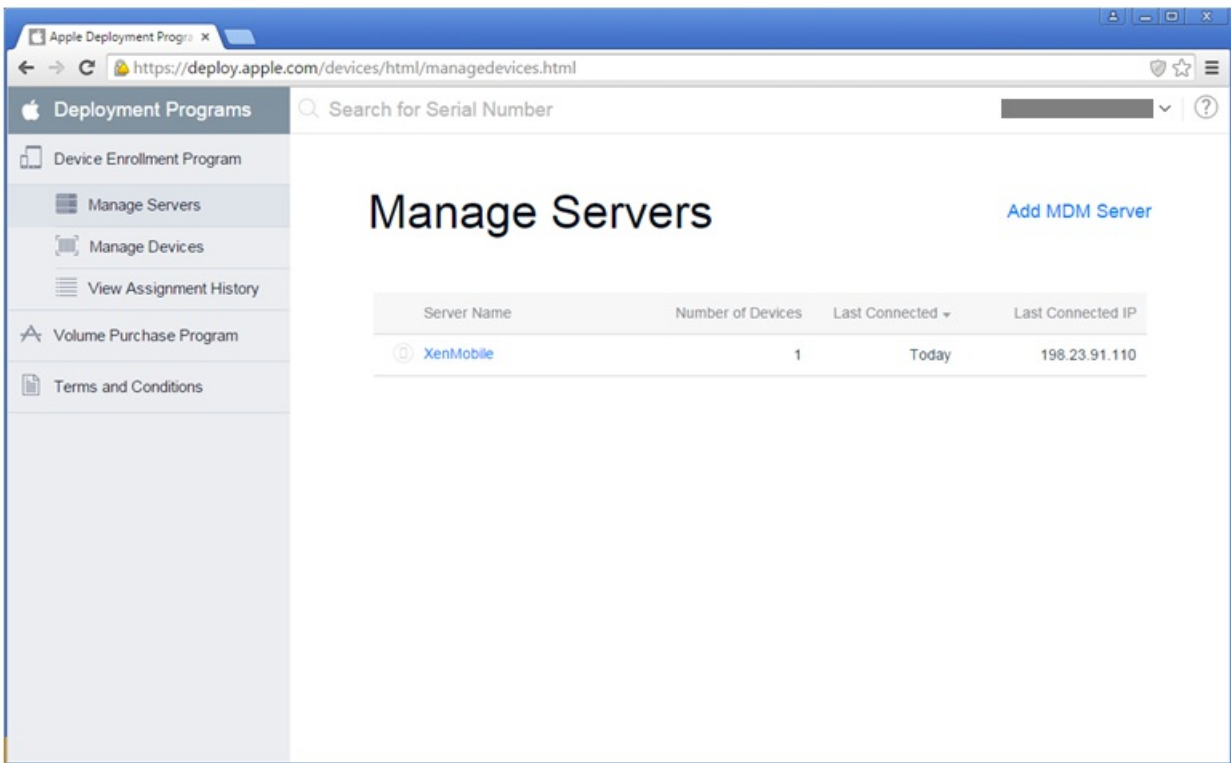 Apple Deployment Progra
https://deploy.apple.com/devices/html/managedevices.html
Deployment Programs
Search for Serial Number
Device Enrollment Program
Manage Servers
Manage Devices
View Assignment History
Volume Purchase Program
Terms and Conditions
Manage Servers
Add MDM Server
Server Name Number of Devices Last Connected Last Connected IP
XenMobile 1 Today 198.23.91.110